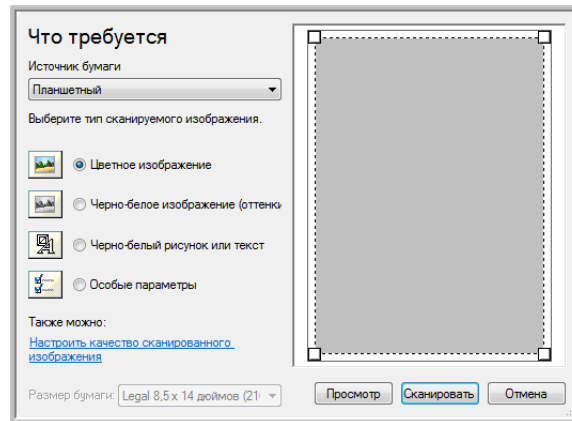 Что требуется
Источник бумаги
Планшетный
Выберите тип сканируемого изображения.
Цветное изображение
Черно-белое изображение (оттенки
Черно-белый рисунок или текст
Особые параметры
Также можно:
Настроить качество сканированного
изображения
Размер бумаги: Legal 8,5 x 14 дюймов (21
Просмотр Сканировать Отмена